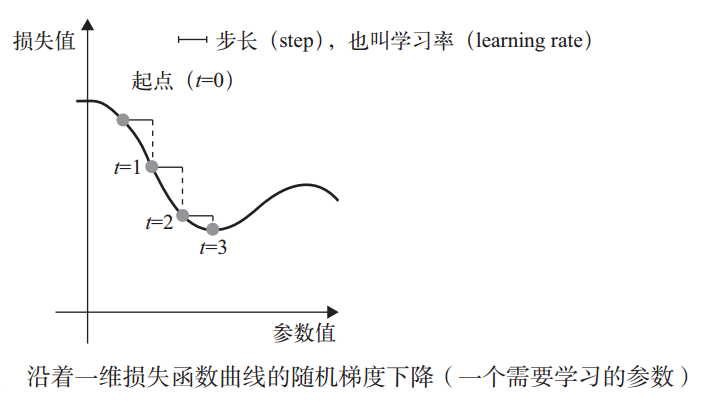 损失值
步长（step），也叫学习率（learning rate）
起点（t=0）
t=1
t=2
t=3
参数值
沿着一维损失函数曲线的随机梯度下降（一个需要学习的参数）